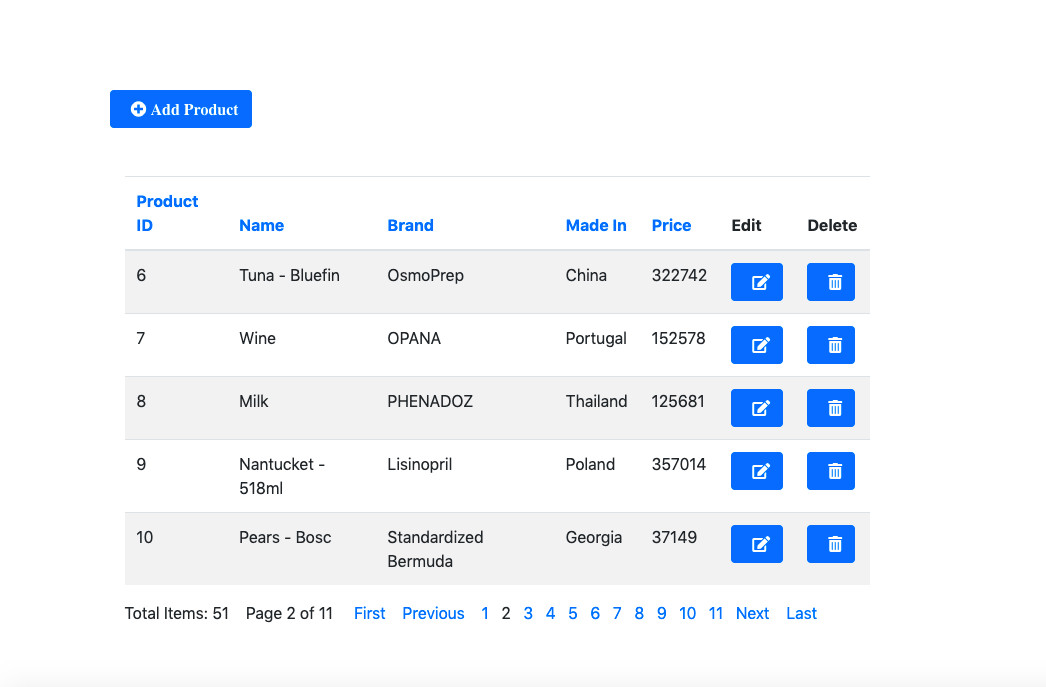 Add Product
Product
ID Name Brand Made In Price Edit Delete
6 Tuna - Bluefin OsmoPrep China 322742
7 Wine OPANA Portugal 152578
8 Milk PHENADOZ Thailand 125681
9 Nantucket - Lisinopril Poland 357014
518ml
10 Pears - Bosc Standardized Georgia 37149
Bermuda
Total Items: 51 Page 2 of 11 First Previous 1 2 3 4 5 6 7 8 9 10 11 Next Last